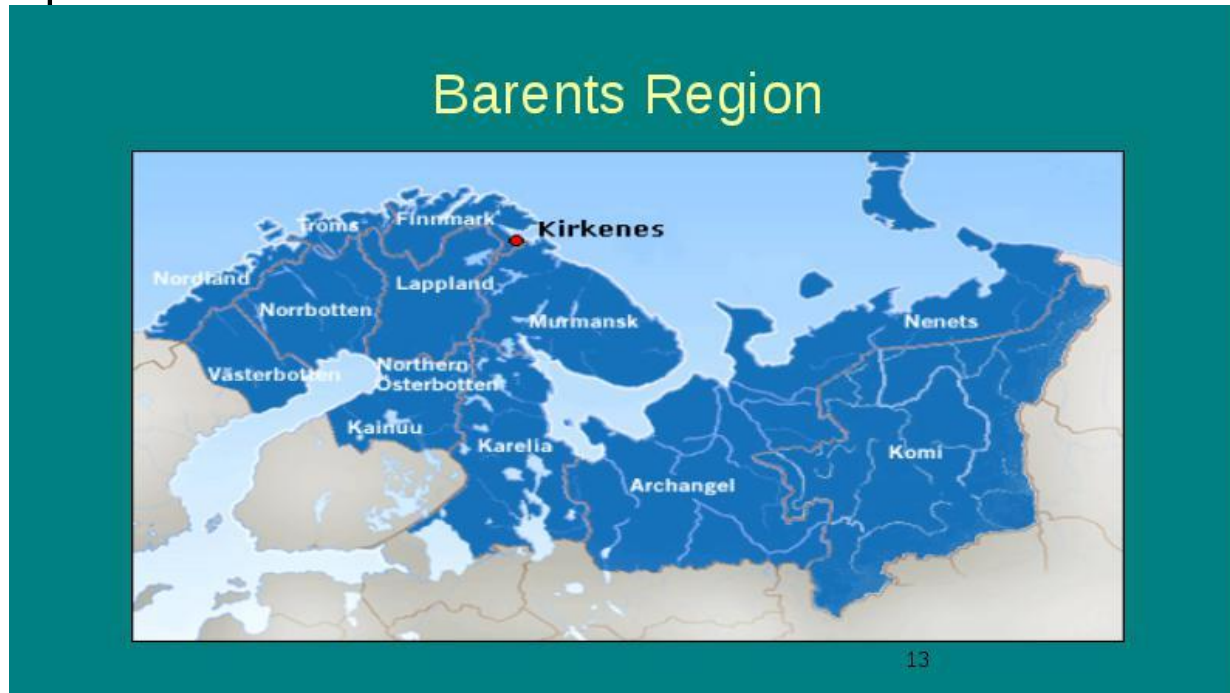 Barents Region
Troms
Finnmark
Kirkenes
Nordland
Lappland
Norrbotten
Murmansk
Nenets
Västerbotten
Northern
Österbotten
Kainuu
Karelia
Komi
Archangel
13